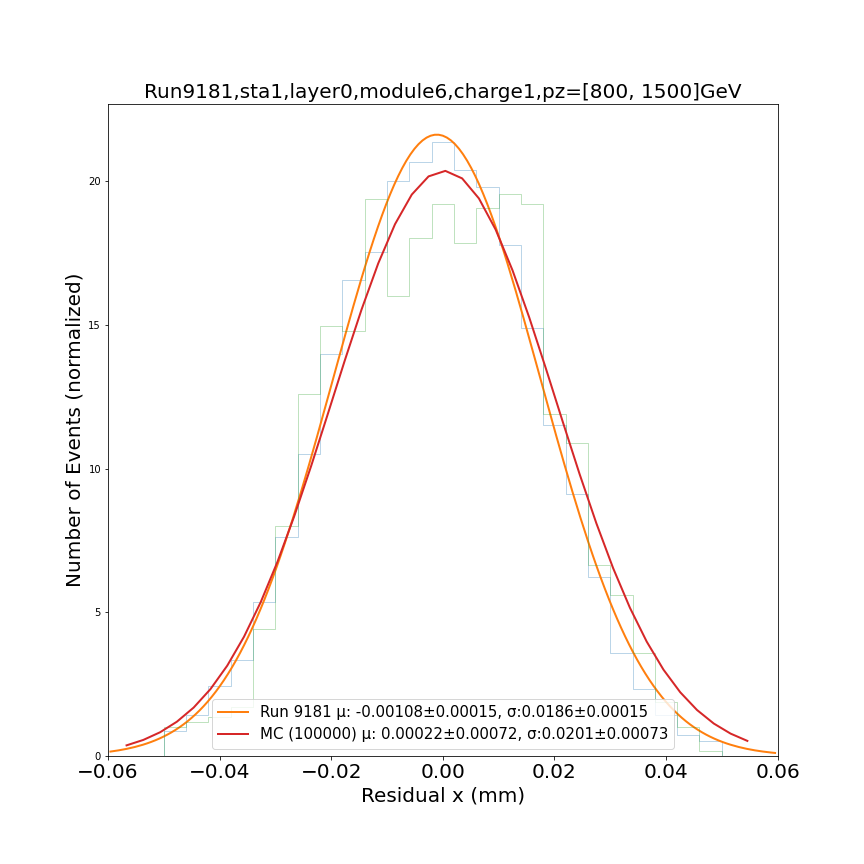 Run9181,sta1,layer0,module6,charge1,pz=[800, 1500]GeV
Number of Events (normalized)
20
15
10
5
0
Run 9181 μ: -0.00108±0.00015, σ:0.0186±0.00015
MC (100000) μ: 0.00022±0.00072, σ:0.0201±0.00073
−0.06 −0.04 −0.02 0.00 0.02 0.04 0.06
Residual x (mm)